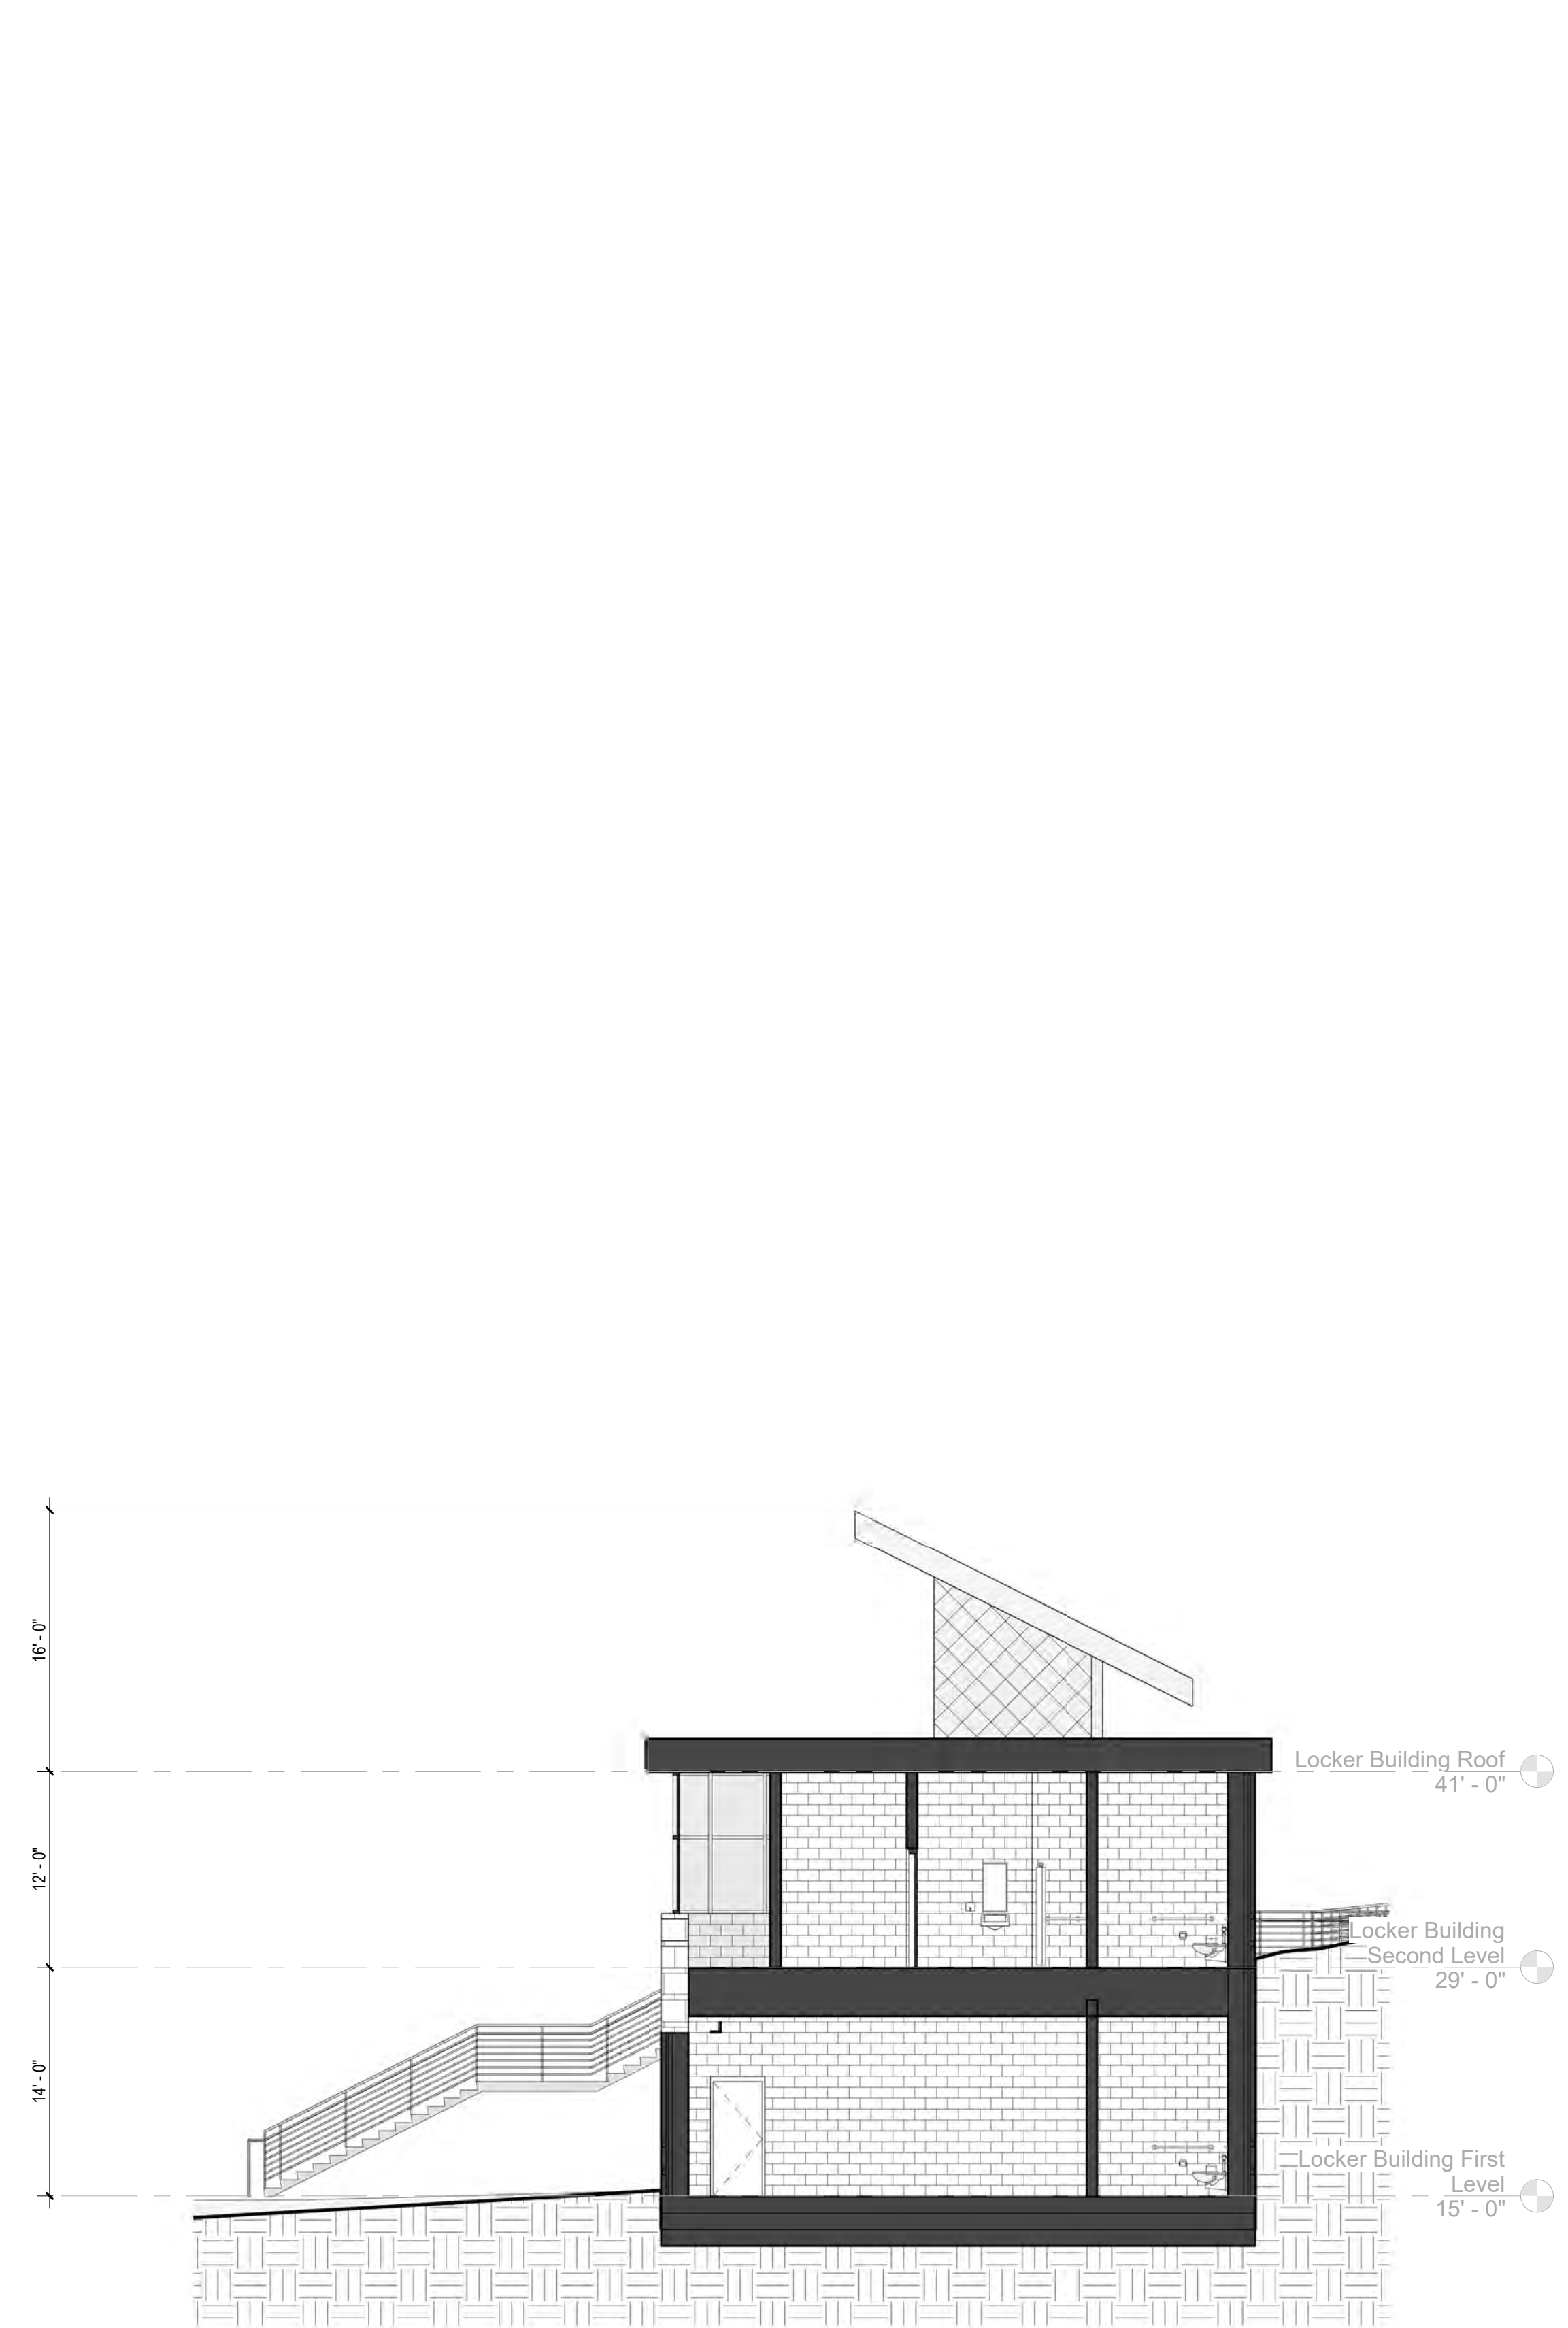 16' - 0"
Locker Building Roof
41' - 0"
12' - 0"
Locker Building
Second Level
29' - 0"
14' - 0"
Locker Building First
Level
15' - 0"